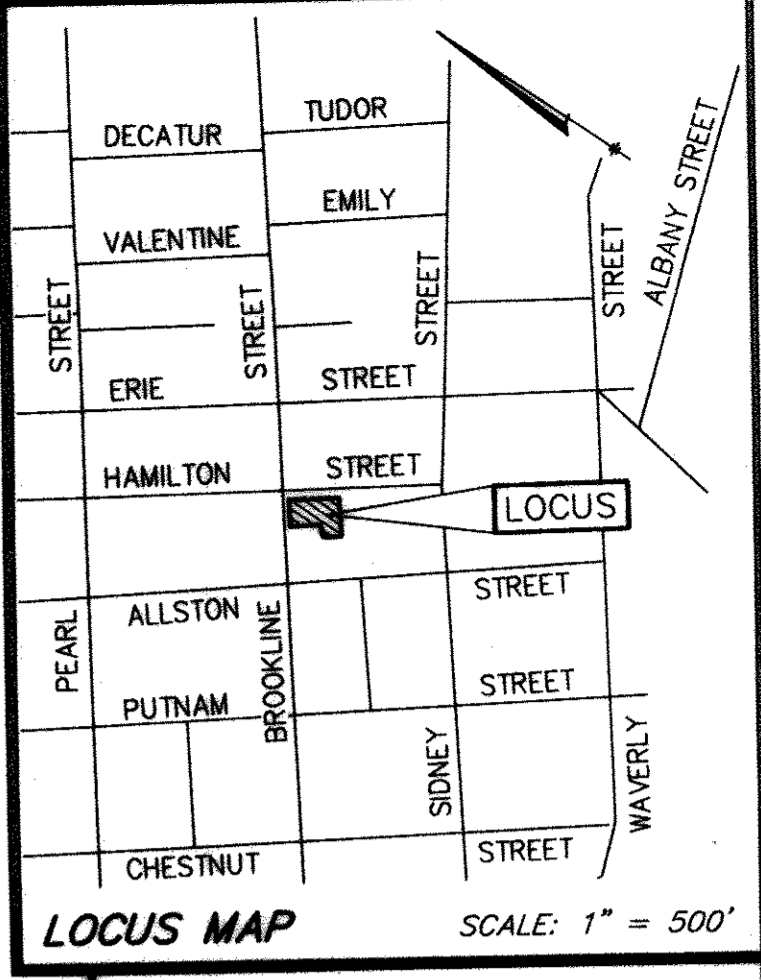 TUDOR
DECATUR
EMILY
VALENTINE
ALBANY STREET
STREET
STREET
STREET
STREET
ERIE STREET
HAMILTON STREET
LOCUS
ALLSTON STREET
PEARL
BROOKLINE
PUTNAM STREET
SIDNEY
WAVERLY
CHESTNUT STREET
LOCUS MAP
SCALE: 1" = 500'